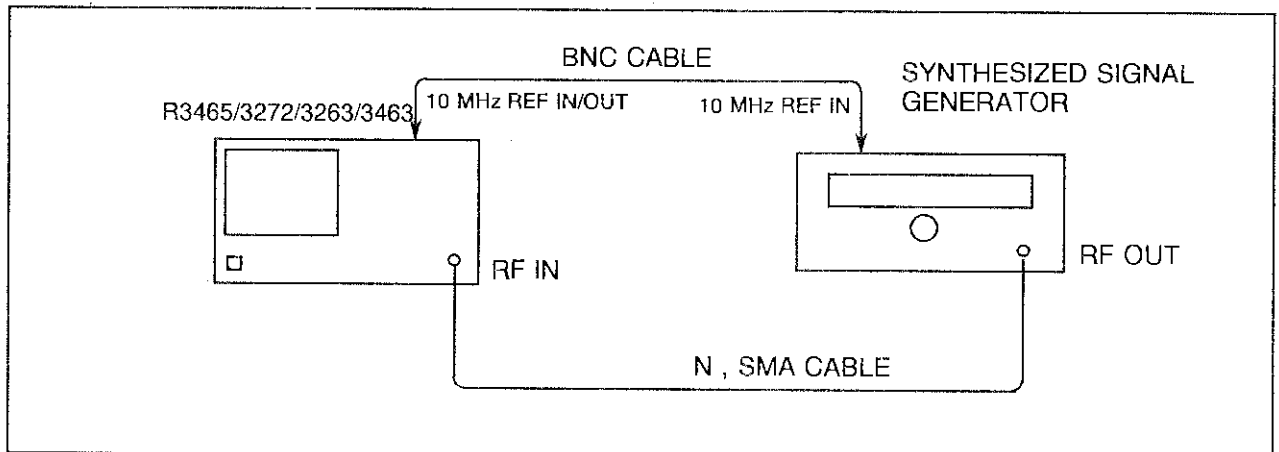 BNC CABLE
SYNTHESIZED SIGNAL
GENERATOR
R3465/3272/3263/3463
10 MHz REF IN/OUT
10 MHz REF IN
RF IN
RF OUT
N , SMA CABLE